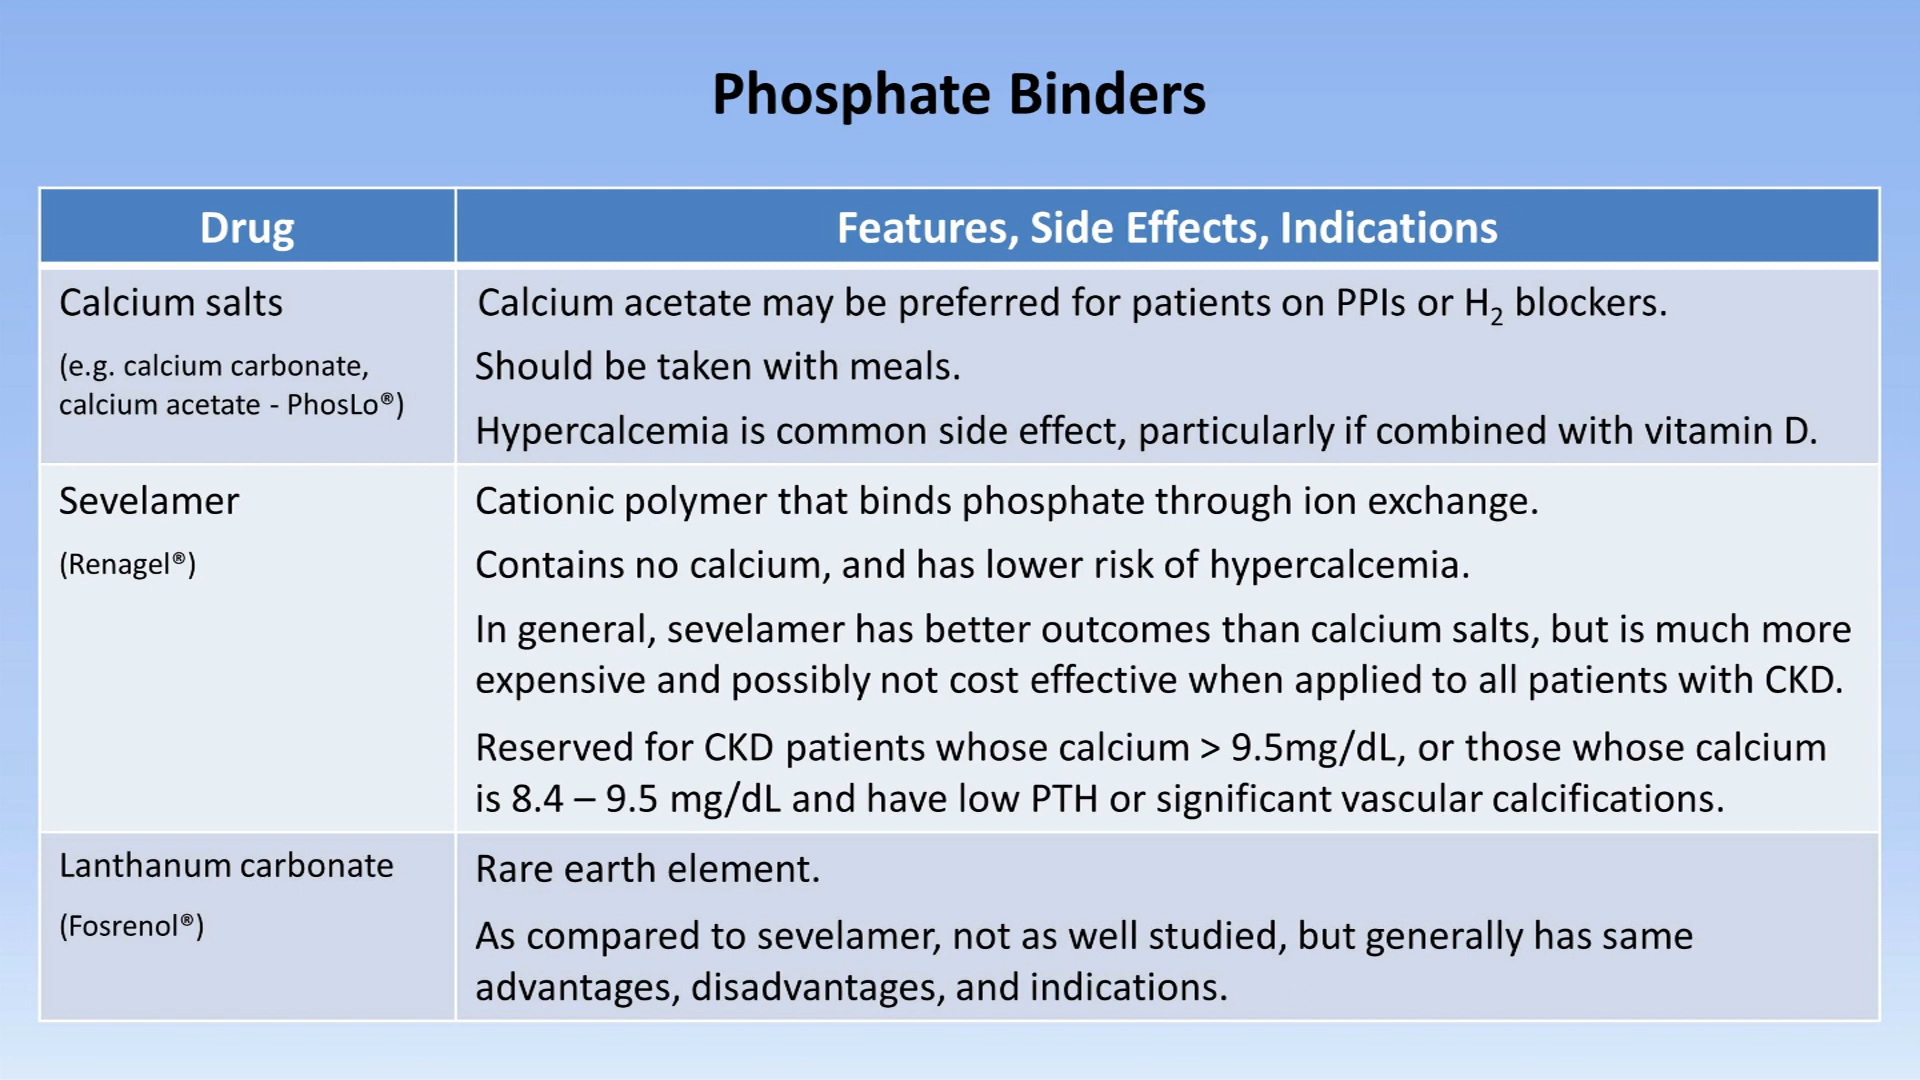 Phosphate Binders
Drug
Features, Side Effects, Indications
Calcium salts
(e.g. calcium carbonate,
calcium acetate - PhosLo®)
Calcium acetate may be preferred for patients on PPIs or H₂ blockers.
Should be taken with meals.
Hypercalcemia is common side effect, particularly if combined with vitamin D.
Sevelamer
(Renagel®)
Cationic polymer that binds phosphate through ion exchange.
Contains no calcium, and has lower risk of hypercalcemia.
In general, sevelamer has better outcomes than calcium salts, but is much more
expensive and possibly not cost effective when applied to all patients with CKD.
Reserved for CKD patients whose calcium > 9.5mg/dL, or those whose calcium
is 8.4 – 9.5 mg/dL and have low PTH or significant vascular calcifications.
Lanthanum carbonate
(Fosrenol®)
Rare earth element.
As compared to sevelamer, not as well studied, but generally has same
advantages, disadvantages, and indications.